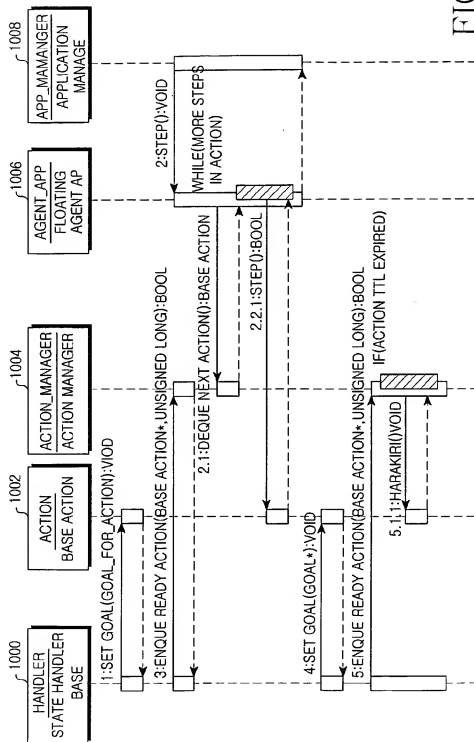 1000
HANDLER
STATE HANDLER
BASE
1002
ACTION
BASE ACTION
1004
ACTION_MANAGER
ACTION MANAGER
1006
AGENT_APP
FLOATING
AGENT AP
1008
APP_MAMANGER
APPLICATION
MANAGE
1:SET GOAL(GOAL_FOR_ACTION):VIOD
2:STEP():VOID
3:ENQUE READY ACTION(BASE ACTION*,UNSIGNED LONG):BOOL
WHILE(MORE STEPS
IN ACTION)
2.1:DEQUE NEXT ACTION():BASE ACTION
2.2.1:STEP():BOOL
4:SET GOAL(GOAL*):VOID
5:ENQUE READY ACTION(BASE ACTION*,UNSIGNED LONG):BOOL
IF(ACTION TTL EXPIRED)
5.1.1:HARAKIRI()VOID